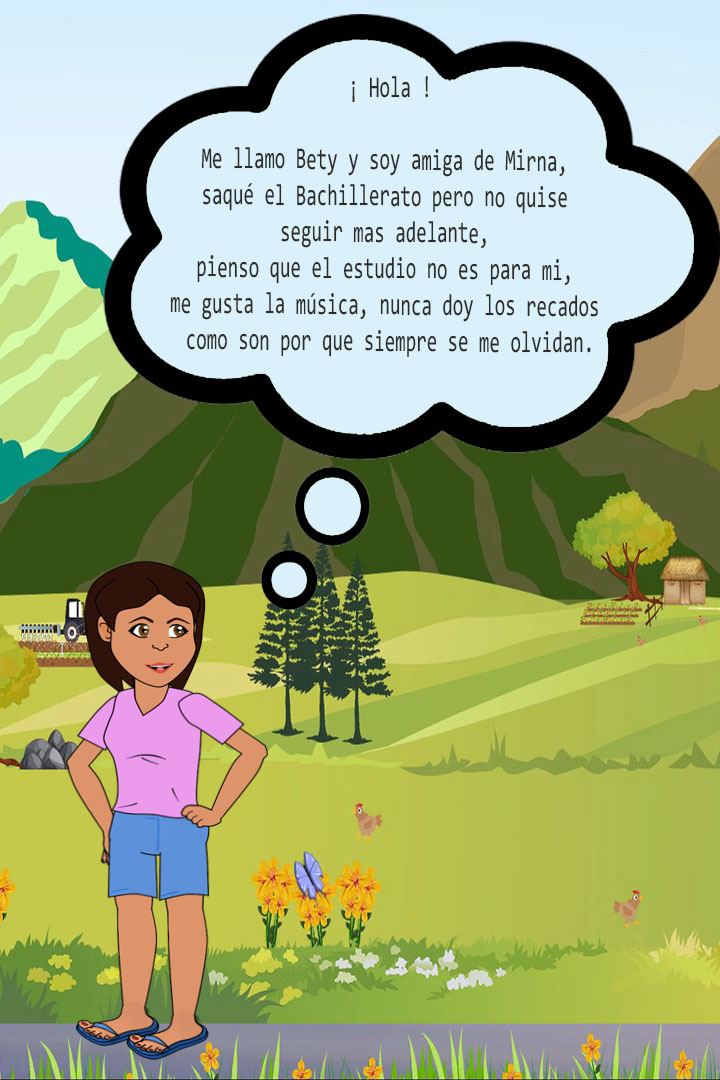 ¡ Hola !
Me llamo Bety y soy amiga de Mirna,
saqué el Bachillerato pero no quise
seguir mas adelante,
pienso que el estudio no es para mi,
me gusta la música, nunca doy los recados
como son por que siempre se me olvidan.